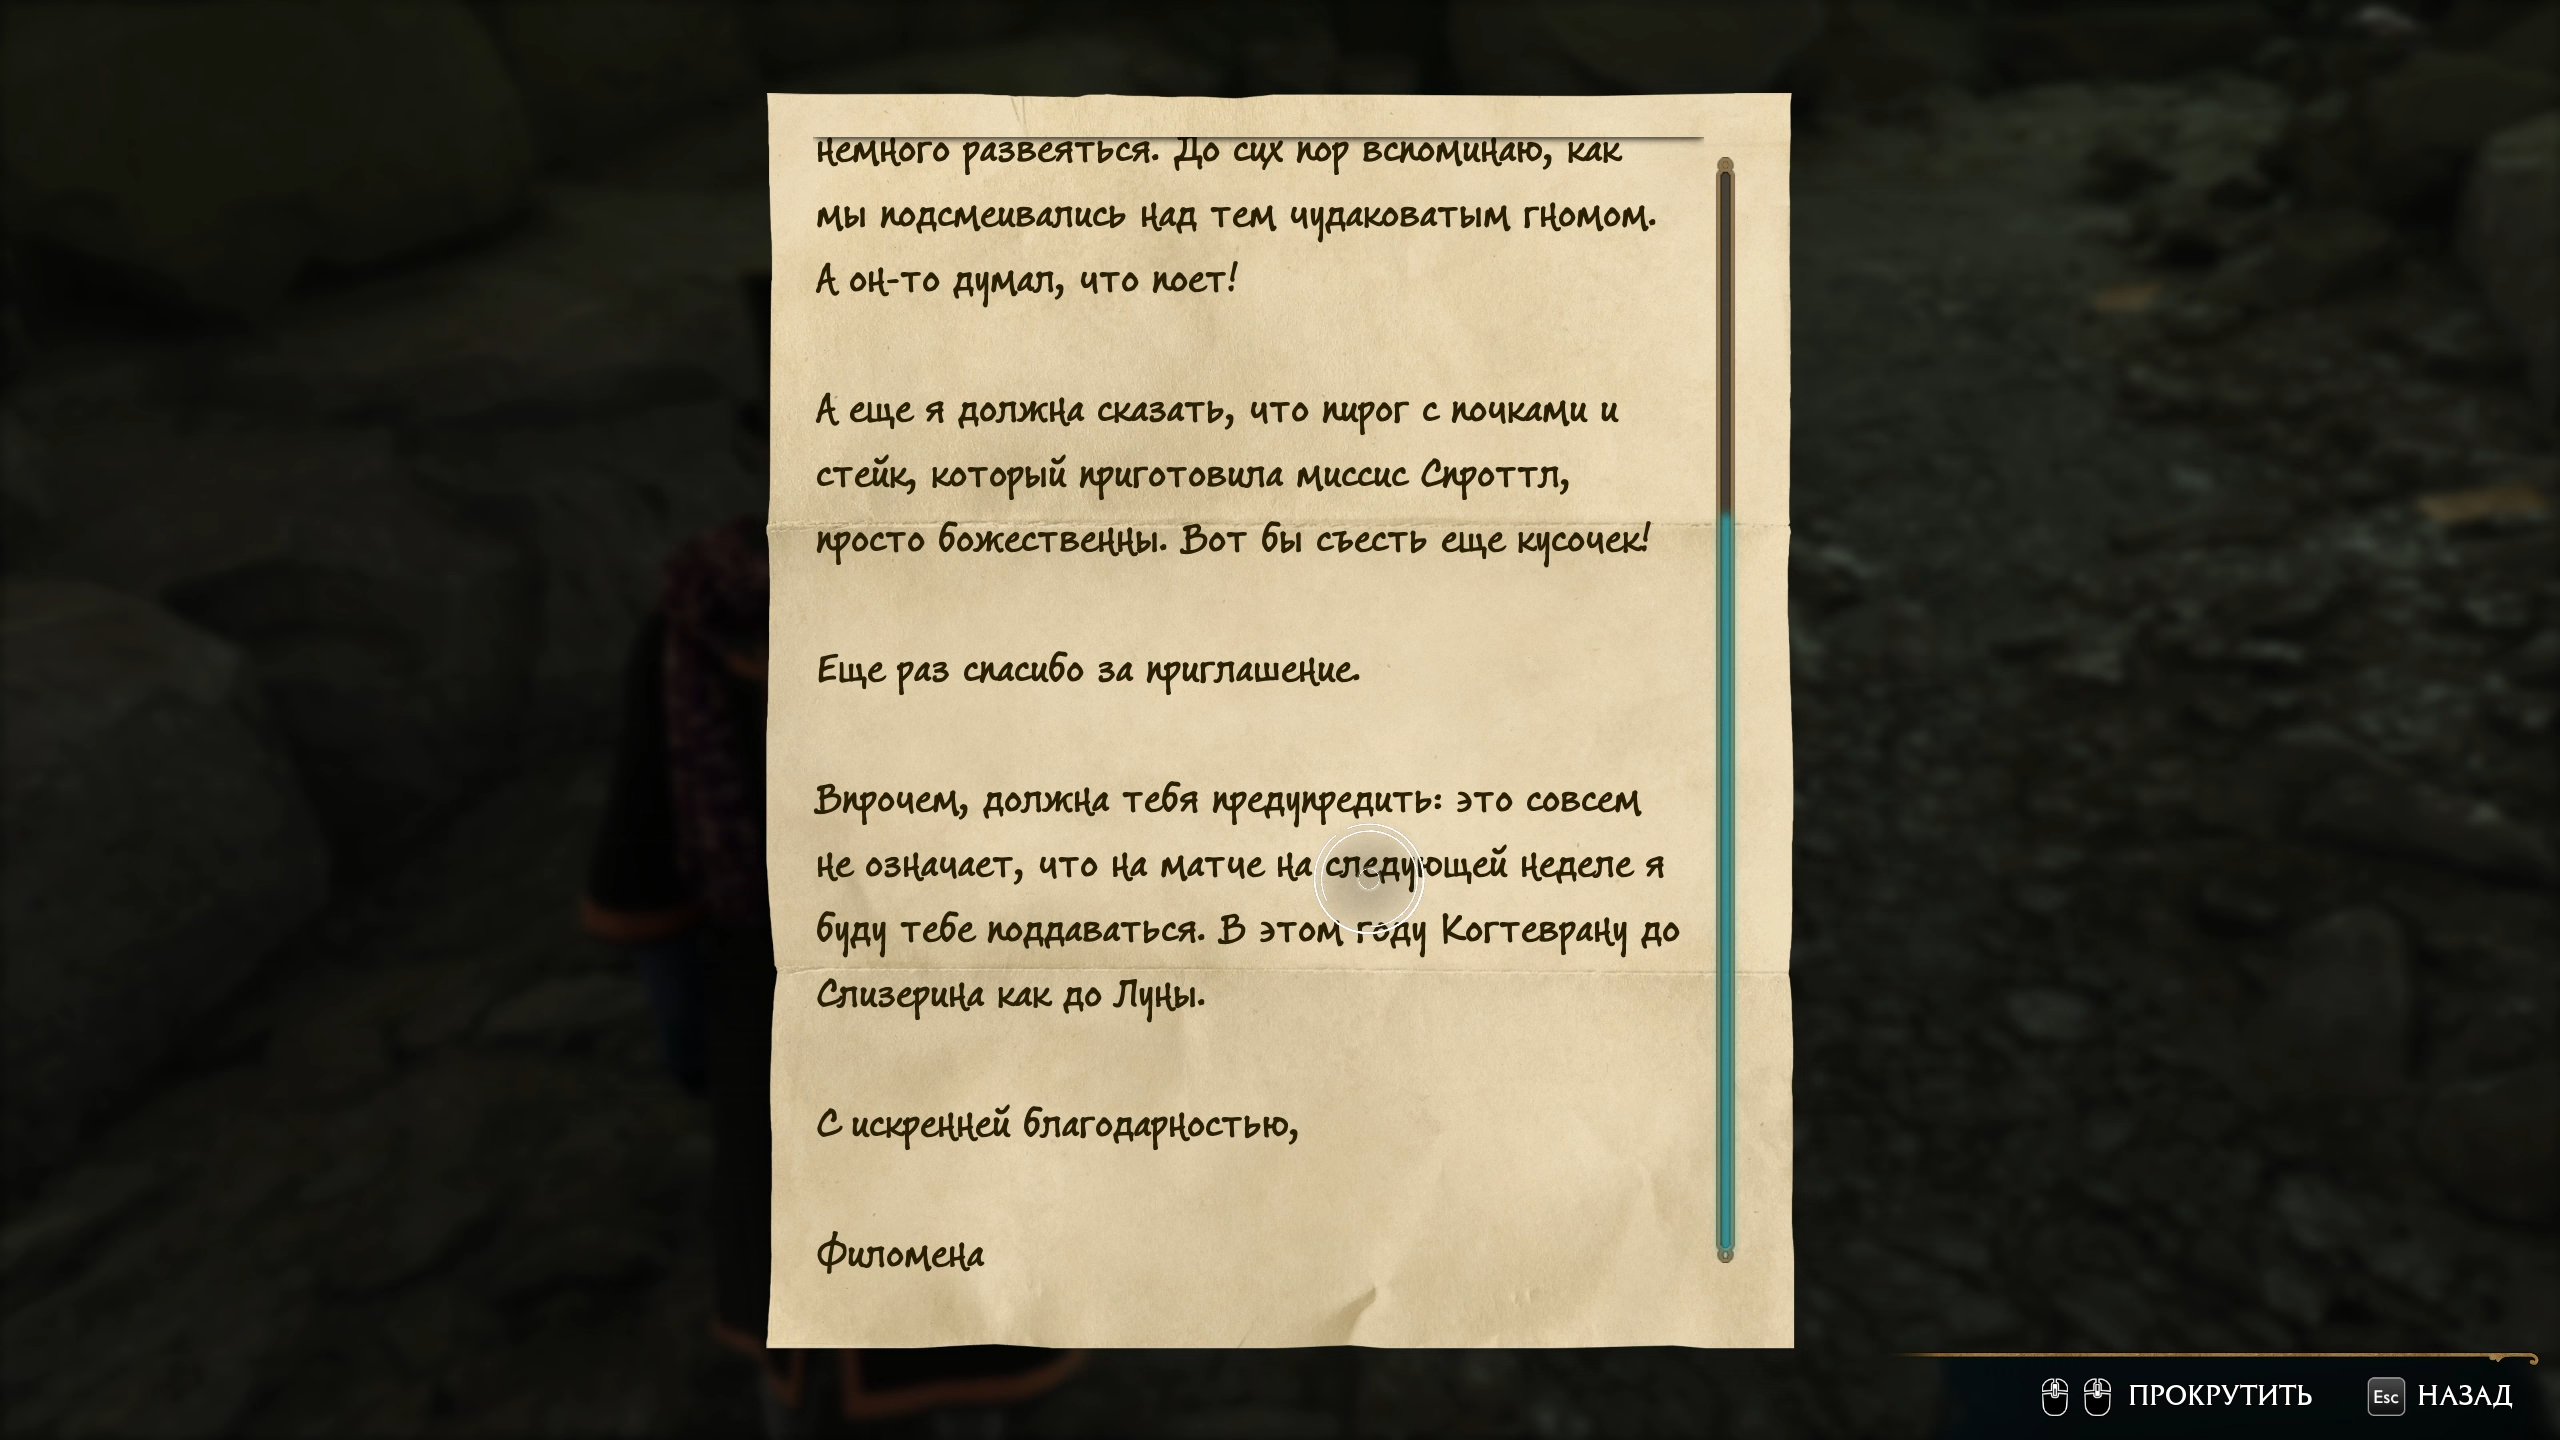 немного развеяться. До сих пор вспоминаю, как
мы подсмеивались над тем чудаковатым гномом.
А он-то думал, что поет!
А еще я должна сказать, что пирог с почками и
стейк, который приготовила миссис Спроттл,
просто божественны. Вот бы съесть еще кусочек!
Еще раз спасибо за приглашение.
Впрочем, должна тебя предупредить: это совсем
не означает, что на матче на следующей неделе я
буду тебе поддаваться. В этом году Когтеврану до
Слизерина как до Луны.
С искренней благодарностью,
Филомена
ПРОКРУТИТЬ Esc НАЗАД